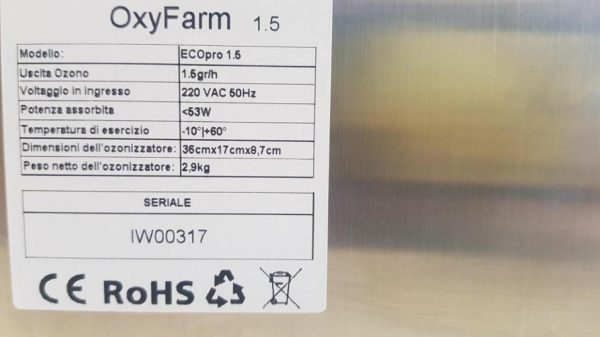 OxyFarm 1.5
Modello: ECOpro 1.5
Uscita Ozono 1.5gr/h
Voltaggio in ingresso 220 VAC 50Hz
Potenza assorbita <53W
Temperatura di esercizio -10°|+60°
Dimensioni dell'ozonizzatore: 36cmx17cmx8,7cm
Peso netto dell'ozonizzatore: 2,9kg
SERIALE
IW00317
CE RoHS